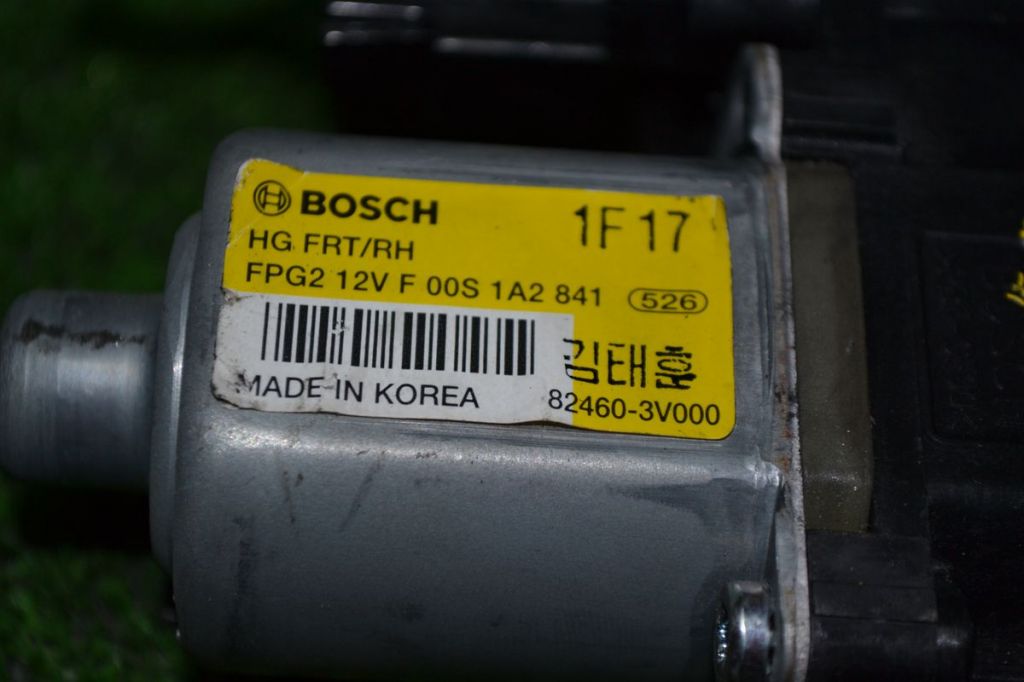 BOSCH 1F17
HG FRT/RH
FPG2 12V F 00S 1A2 841 526
김태훈
MADE IN KOREA 82460-3V000